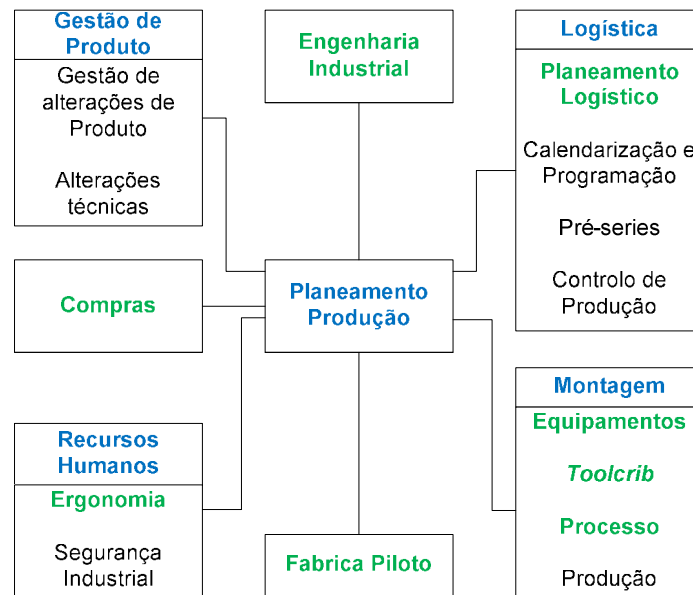 Gestão de
Produto
Gestão de
alterações de
Produto
Alterações
técnicas
Engenharia
Industrial
Logística
Planeamento
Logístico
Calendarização e
Programação
Pré-series
Controlo de
Produção
Compras
Planeamento
Produção
Recursos
Humanos
Ergonomia
Segurança
Industrial
Fabrica Piloto
Montagem
Equipamentos
Toolcrib
Processo
Produção